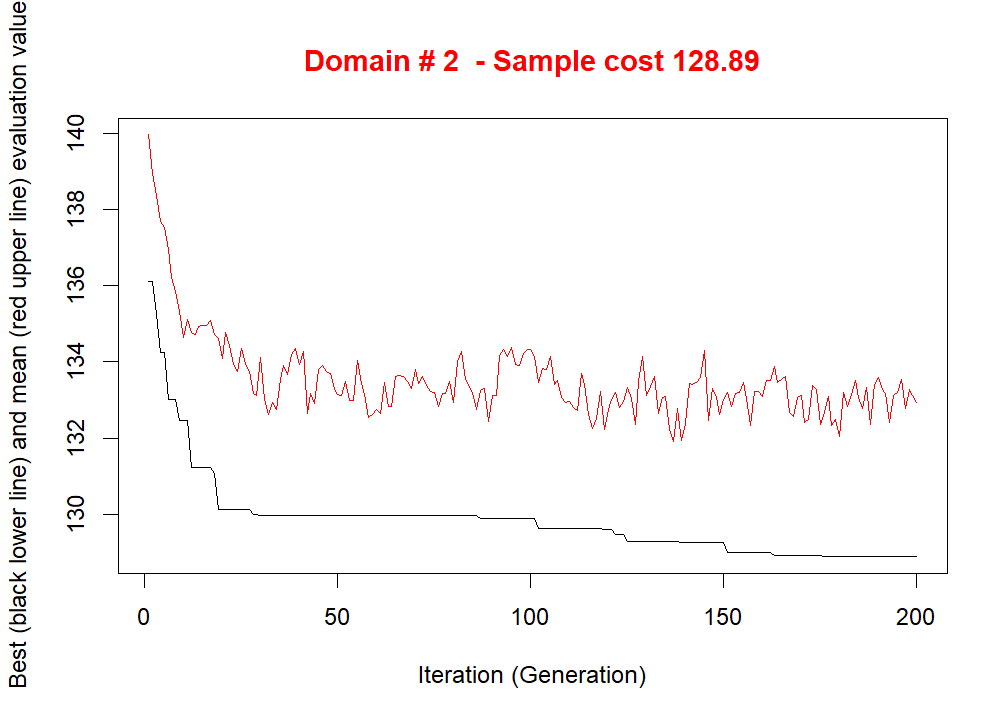 Domain # 2  - Sample cost 128.89
Best (black lower line) and mean (red upper line) evaluation value
140
138
136
134
132
130
0 50 100 150 200
Iteration (Generation)